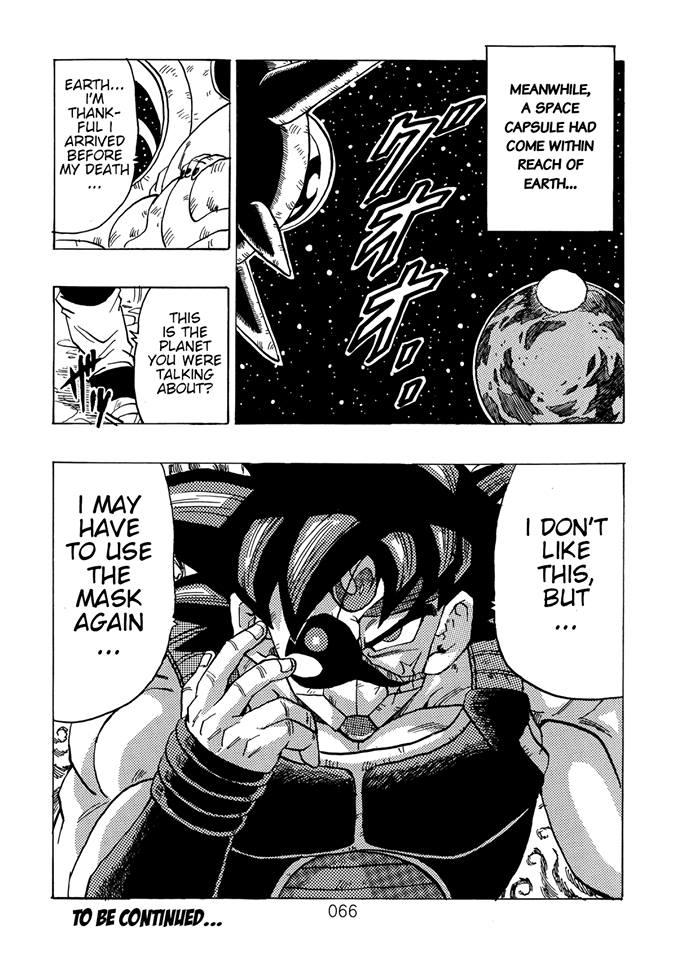 MEANWHILE,
A SPACE
CAPSULE HAD
COME WITHIN
REACH OF
EARTH...
グオオオ..
EARTH...
I'M
THANK-
FUL I
ARRIVED
BEFORE
MY DEATH
...
THIS
IS THE
PLANET
YOU WERE
TALKING
ABOUT?
I DON'T
LIKE
THIS,
BUT
...
I MAY
HAVE
TO USE
THE
MASK
AGAIN
...
TO BE CONTINUED...
066